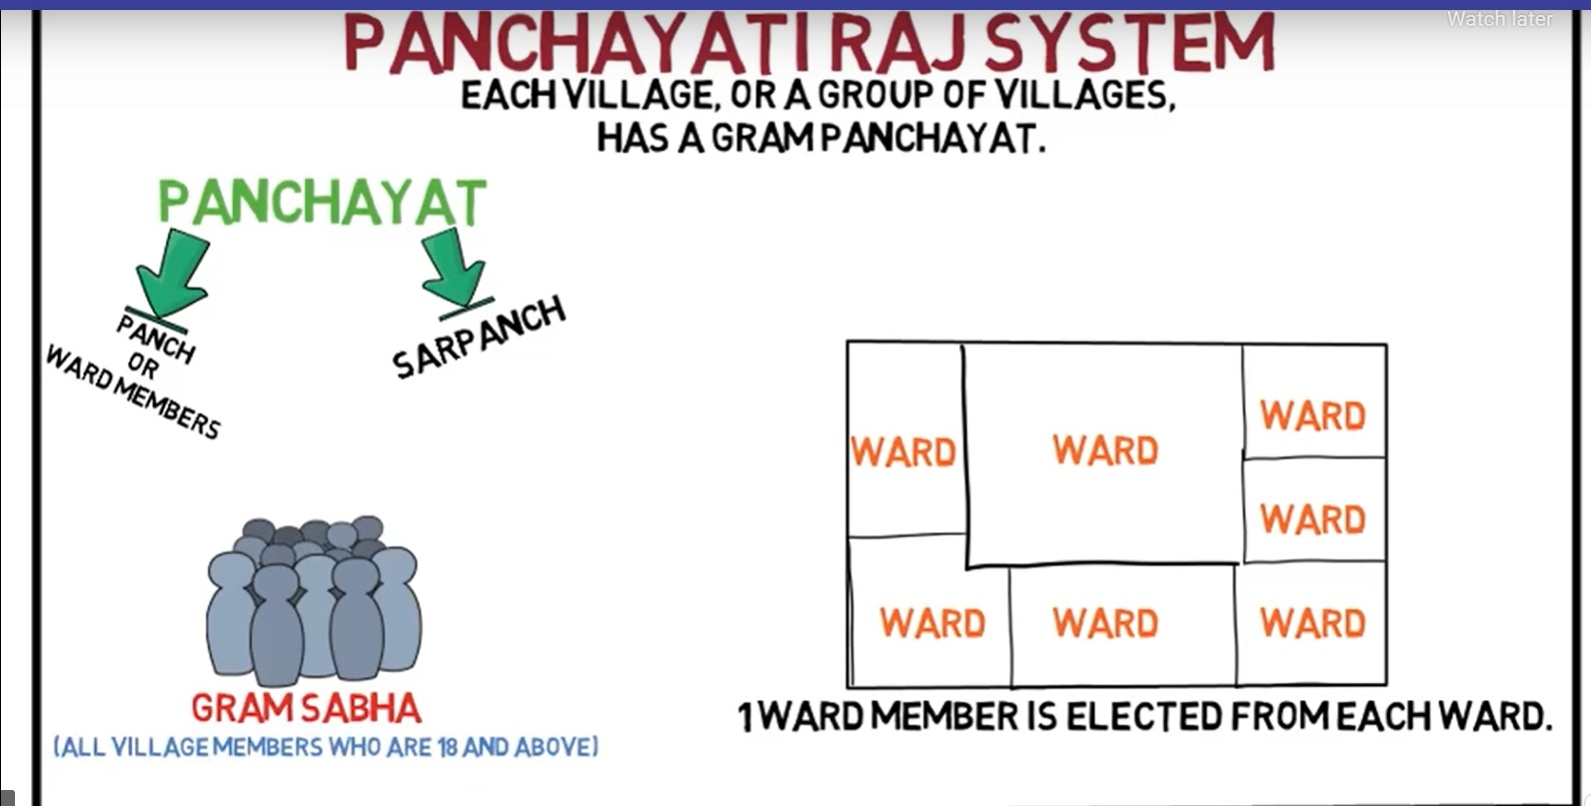 Watch later
PANCHAYATI RAJ SYSTEM
EACH VILLAGE, OR A GROUP OF VILLAGES,
HAS A GRAM PANCHAYAT.
PANCHAYAT
PANCH
OR
WARD MEMBERS
SARPANCH
WARD
WARD
WARD
WARD
WARD
WARD
WARD
GRAM SABHA
(ALL VILLAGE MEMBERS WHO ARE 18 AND ABOVE)
1 WARD MEMBER IS ELECTED FROM EACH WARD.